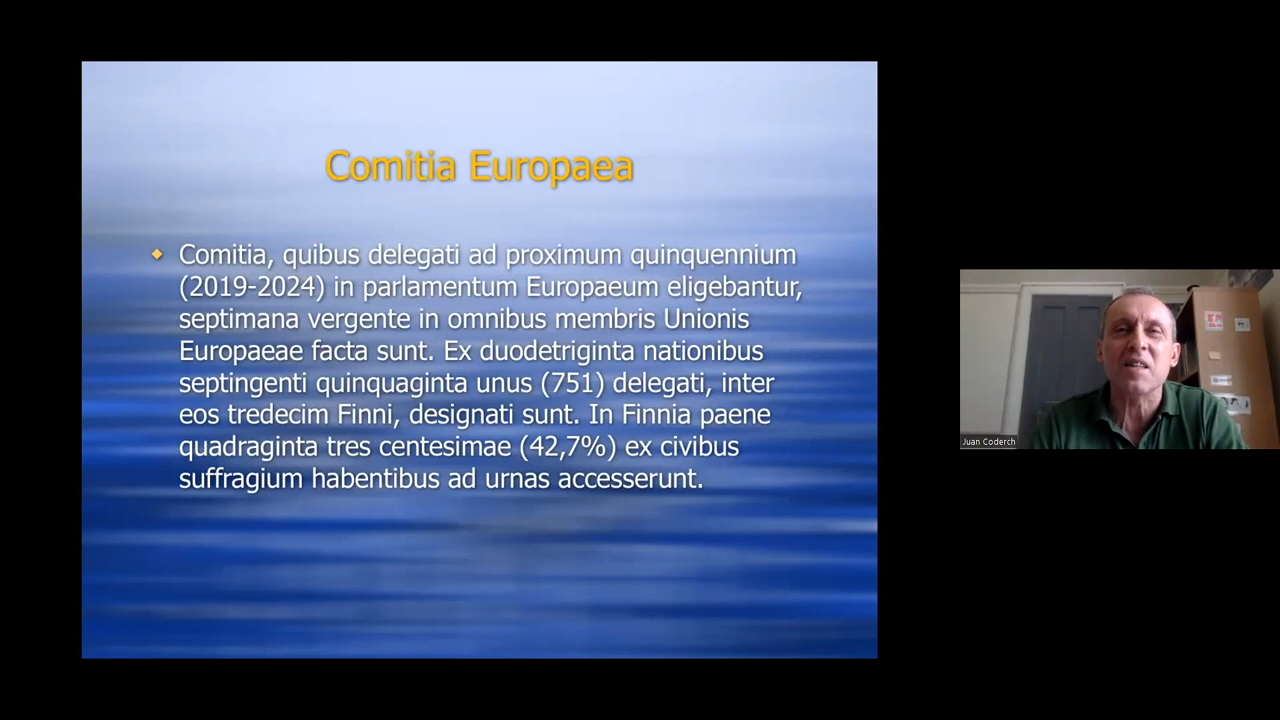 Comitia Europaea
Comitia, quibus delegati ad proximum quinquennium
(2019-2024) in parlamentum Europaeum eligebantur,
septimana vergente in omnibus membris Unionis
Europaeae facta sunt. Ex duodetriginta nationibus
septingenti quinquaginta unus (751) delegati, inter
eos tredecim Finni, designati sunt. In Finnia paene
quadraginta tres centesimae (42,7%) ex civibus
suffragium habentibus ad urnas accesserunt.
Juan Coderch